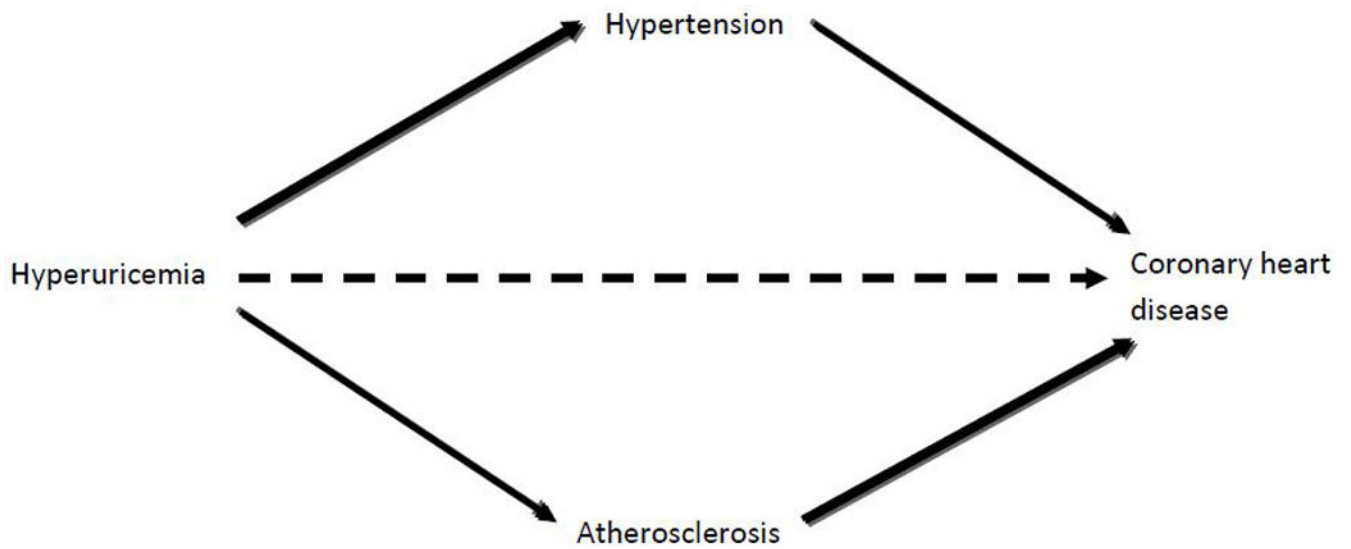 Hypertension
Hyperuricemia
Coronary heart
disease
Atherosclerosis